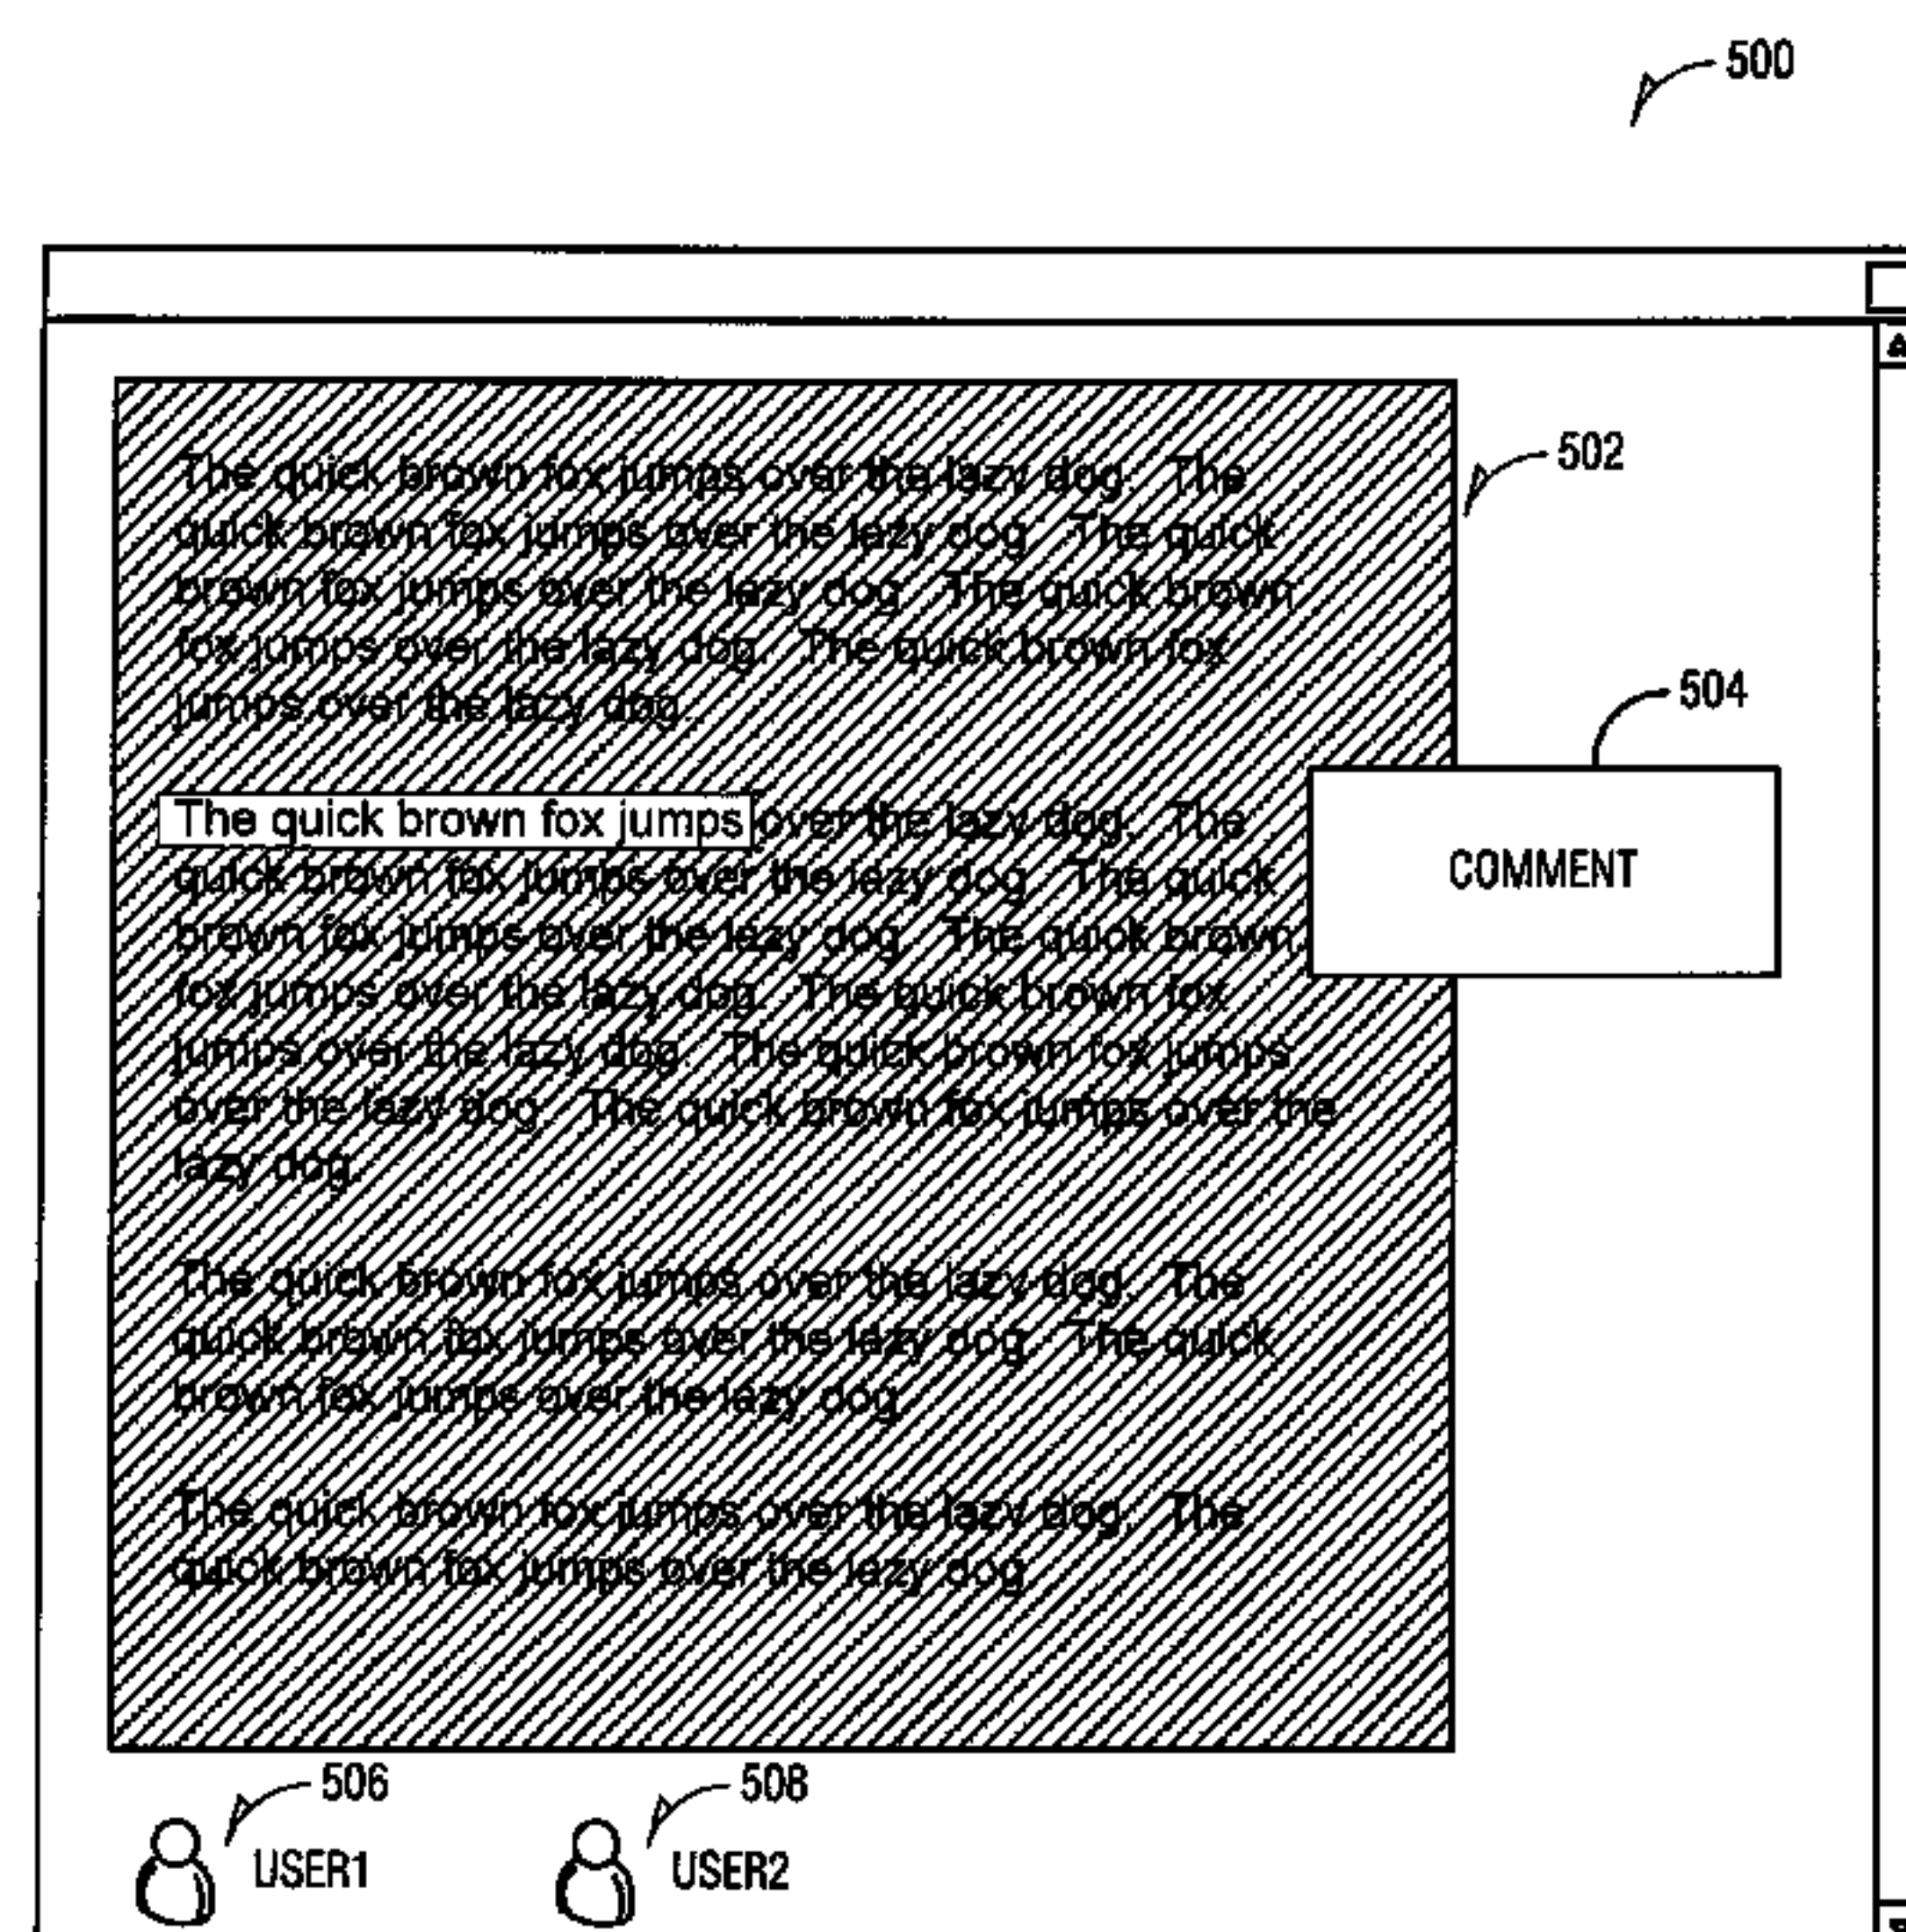 500
The quick brown fox jumps over the lazy dog. The
502
quick brown fox jumps over the lazy dog. The quick
brown fox jumps over the lazy dog. The quick brown
fox jumps over the lazy dog. The quick brown fox
jumps over the lazy dog.
504
The quick brown fox jumps over the lazy dog. The
quick brown fox jumps over the lazy dog. The quick
brown fox jumps over the lazy dog. The quick brown
fox jumps over the lazy dog. The quick brown fox
jumps over the lazy dog. The quick brown fox jumps
over the lazy dog. The quick brown fox jumps over the
lazy dog.
COMMENT
The quick brown fox jumps over the lazy dog. The
quick brown fox jumps over the lazy dog. The quick
brown fox jumps over the lazy dog.
The quick brown fox jumps over the lazy dog. The
quick brown fox jumps over the lazy dog.
506
508
USER1
USER2